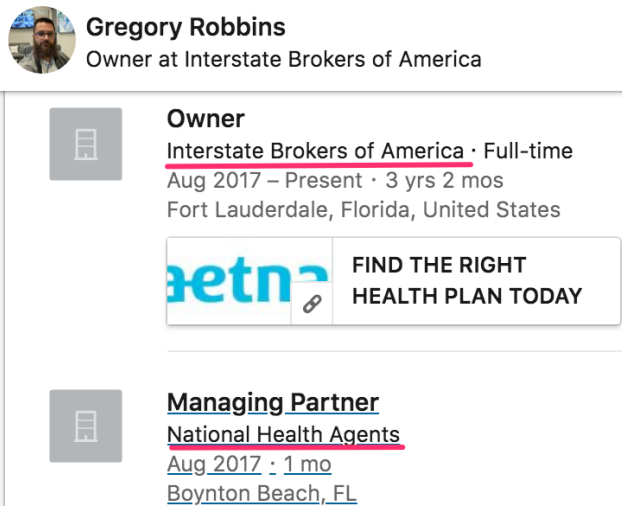 Gregory Robbins
Owner at Interstate Brokers of America
Owner
Interstate Brokers of America · Full-time
Aug 2017 – Present · 3 yrs 2 mos
Fort Lauderdale, Florida, United States
aetna
FIND THE RIGHT
HEALTH PLAN TODAY
Managing Partner
National Health Agents
Aug 2017 · 1 mo
Boynton Beach, FL